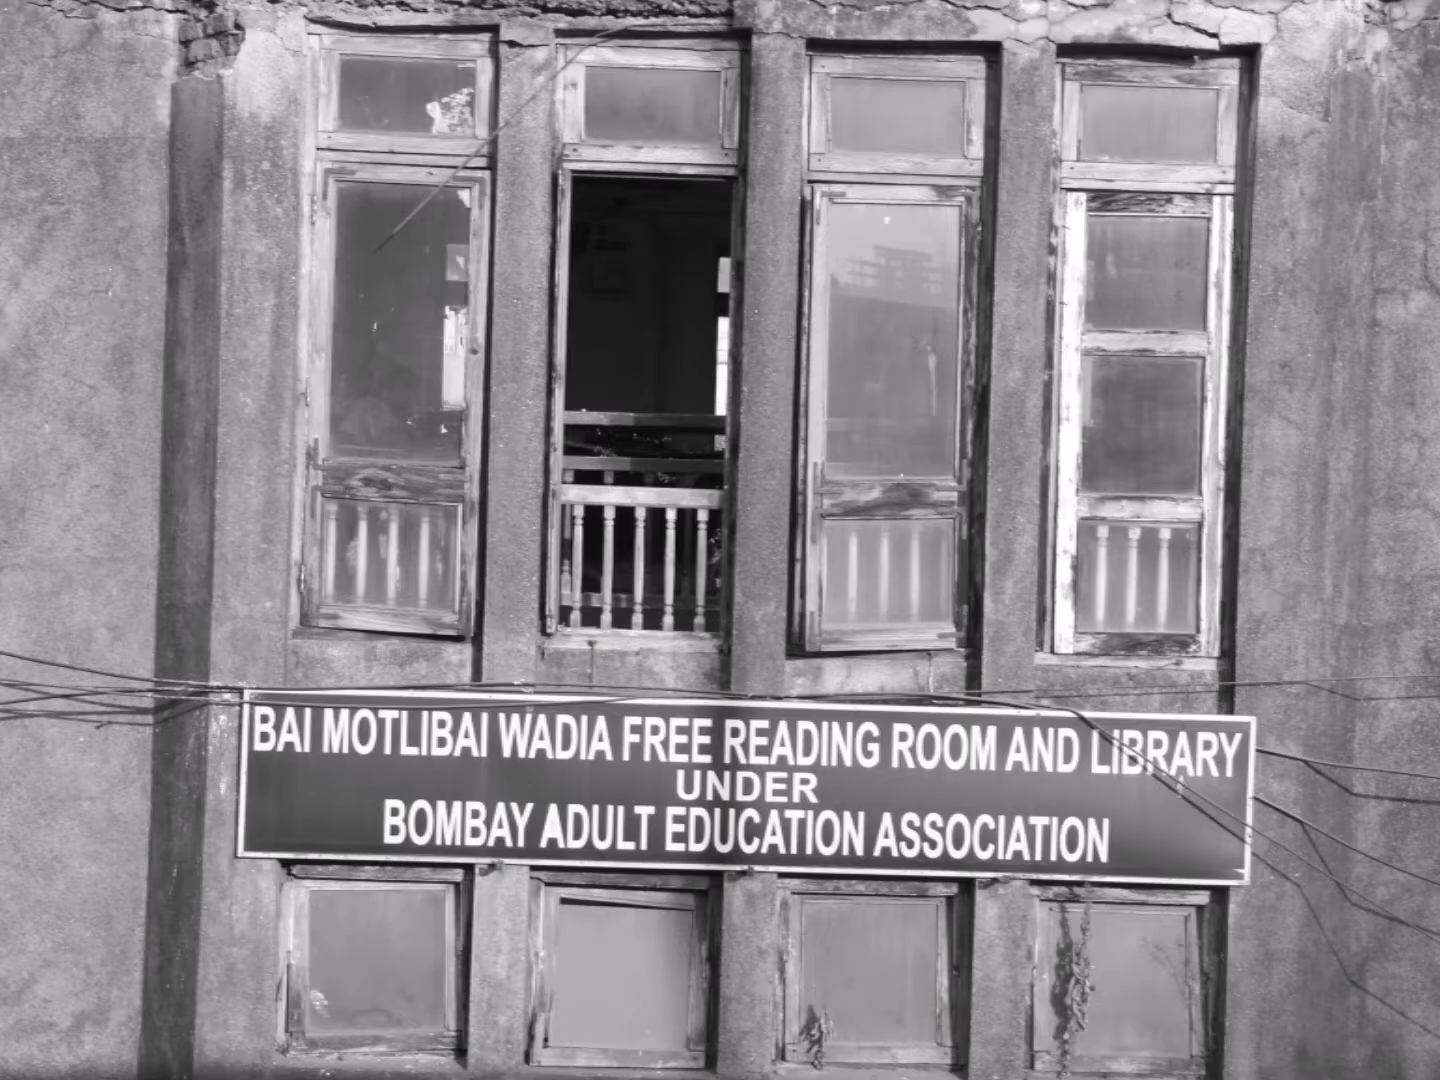 BAI MOTLIBAI WADIA FREE READING ROOM AND LIBRARY
UNDER
BOMBAY ADULT EDUCATION ASSOCIATION